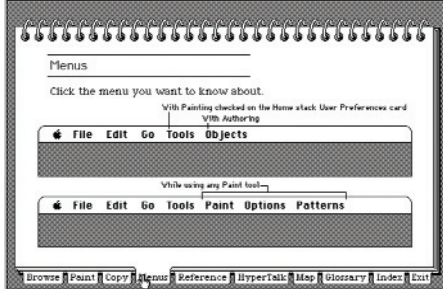 Menus
Click the menu you want to know about.
With Painting checked on the Home stack User Preferences card
With Authoring
File Edit Go Tools Objects
While using any Paint tool
File Edit Go Tools Paint Options Patterns
Browse Paint Copy Menus Reference HyperTalk Map Glossary Index Exit